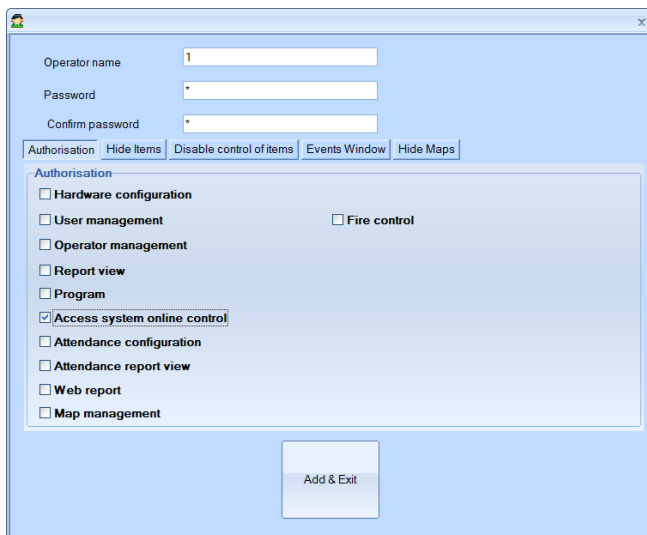 x
Operator name 1
Password *
Confirm password *
Authorisation Hide Items Disable control of items Events Window Hide Maps
Authorisation
Hardware configuration
User management Fire control
Operator management
Report view
Program
Access system online control
Attendance configuration
Attendance report view
Web report
Map management
Add & Exit